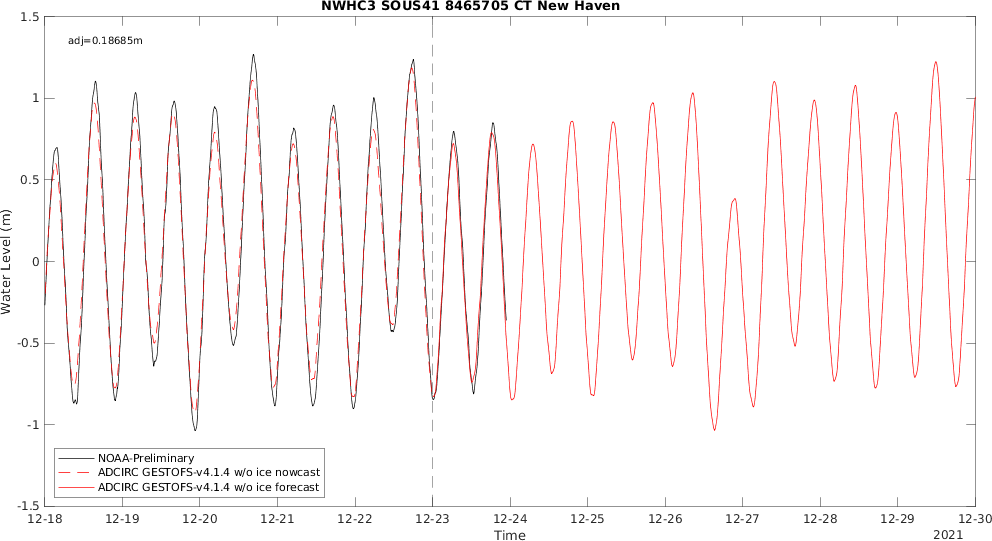 NWHC3 SOUS41 8465705 CT New Haven
1.5
adj=0.18685m
1
0.5
Water Level (m)
0
-0.5
-1
NOAA-Preliminary
ADCIRC GESTOFS-v4.1.4 w/o ice nowcast
ADCIRC GESTOFS-v4.1.4 w/o ice forecast
-1.5
12-18 12-19 12-20 12-21 12-22 12-23 12-24 12-25 12-26 12-27 12-28 12-29 12-30
Time
2021